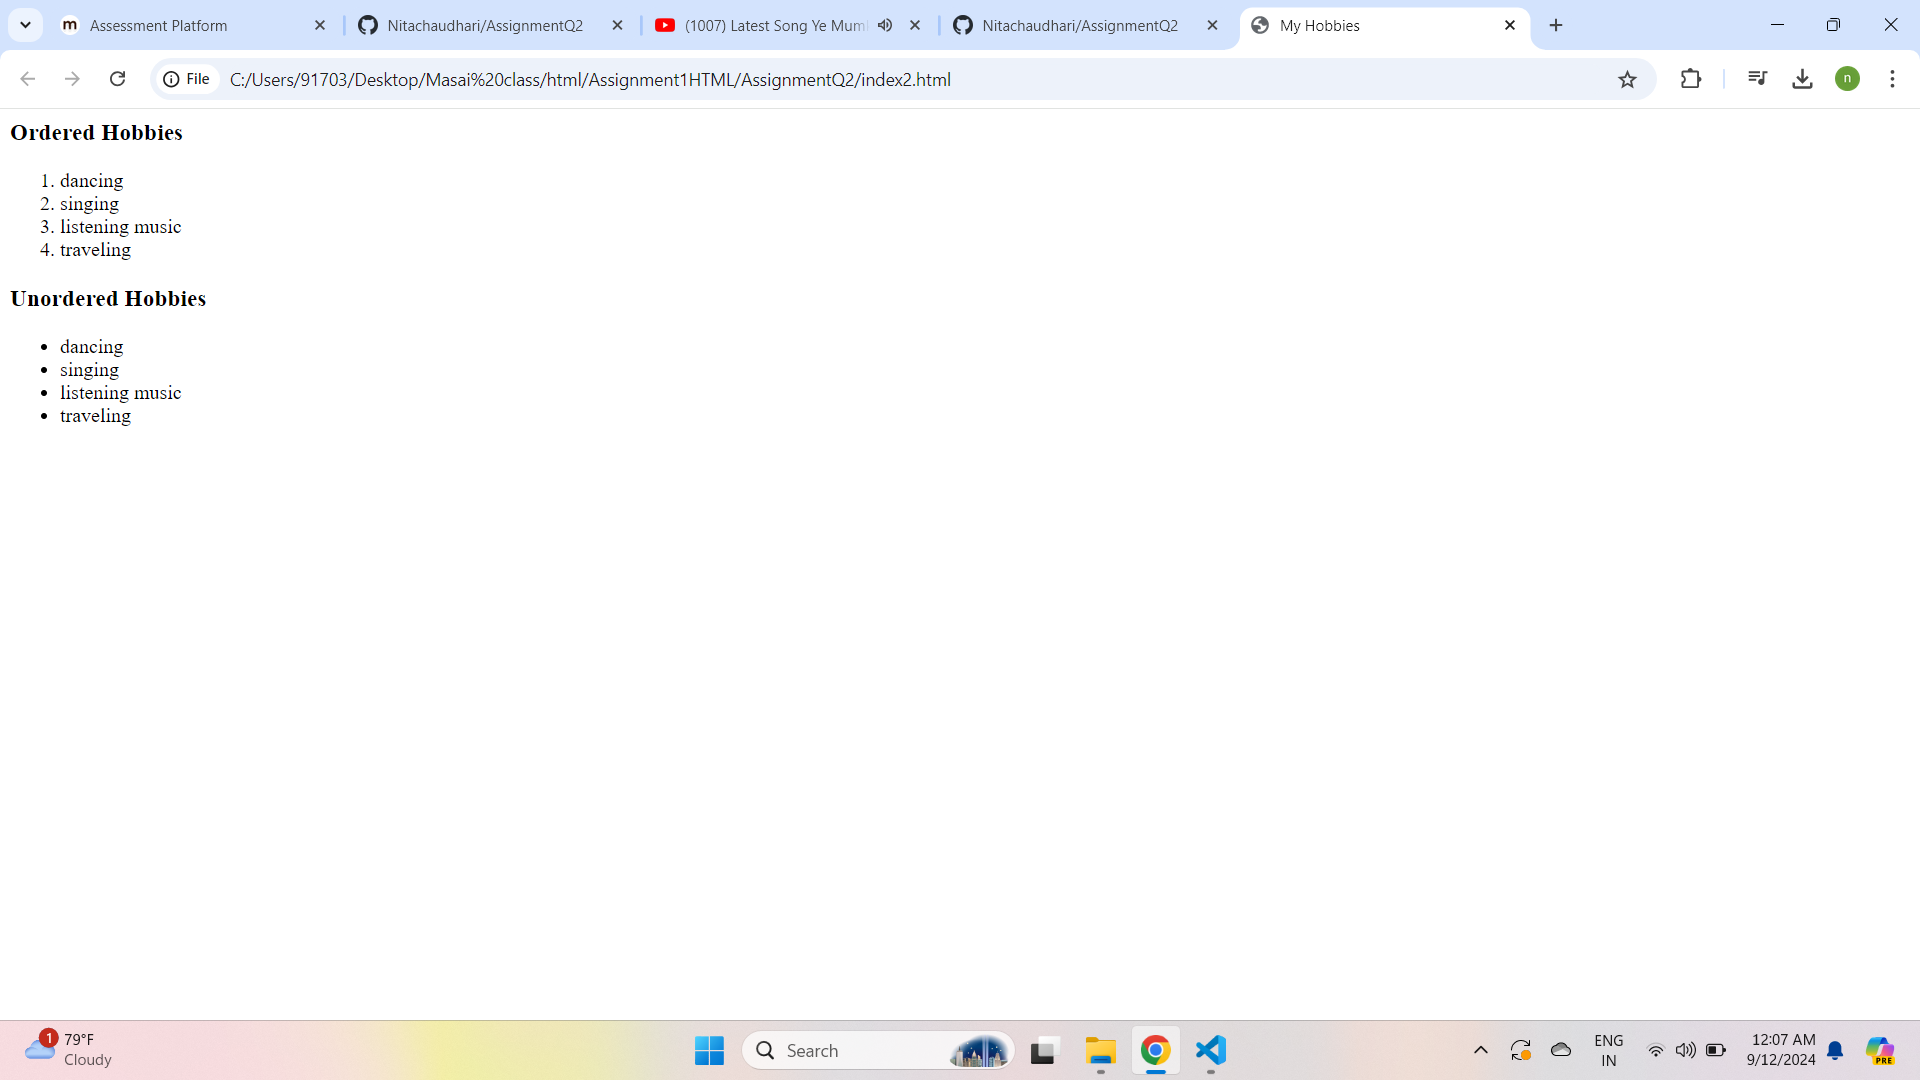 m Assessment Platform
Nitachaudhari/AssignmentQ2
(1007) Latest Song Ye Mum
Nitachaudhari/AssignmentQ2
My Hobbies
File C:/Users/91703/Desktop/Masai%20class/html/Assignment1HTML/AssignmentQ2/index2.html
n
Ordered Hobbies
1. dancing
2. singing
3. listening music
4. traveling
Unordered Hobbies
• dancing
• singing
• listening music
• traveling
1
79°F
Cloudy
Search
ENG
IN
12:07 AM
9/12/2024
PRE